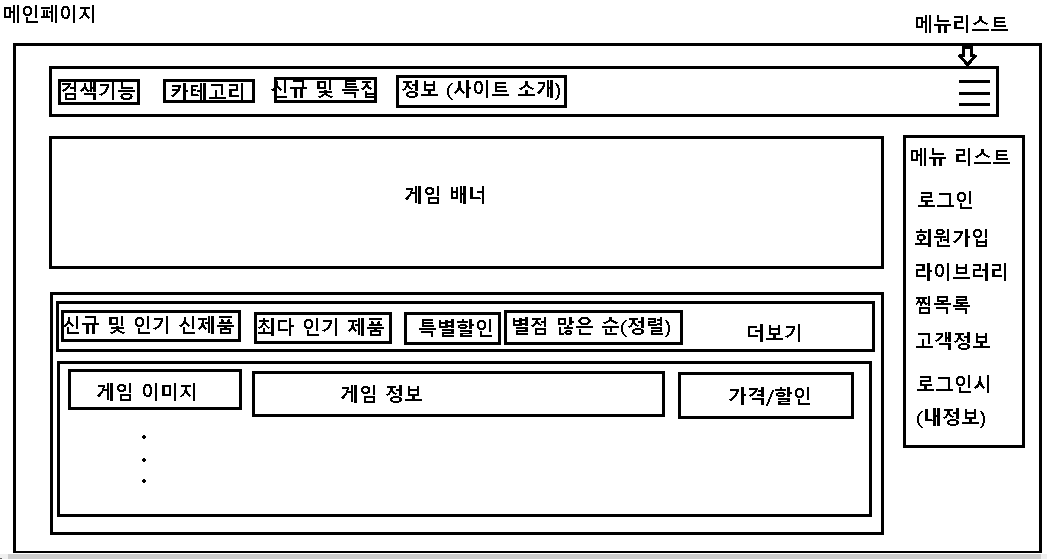 메인페이지
메뉴리스트
검색기능 카테고리 신규 및 특집 정보 (사이트 소개)
게임 배너
메뉴 리스트
로그인
회원가입
라이브러리
찜목록
고객정보
로그인시
(내정보)
신규 및 인기 신제품 최다 인기 제품 특별할인 별점 많은 순(정렬) 더보기
게임 이미지 게임 정보 가격/할인